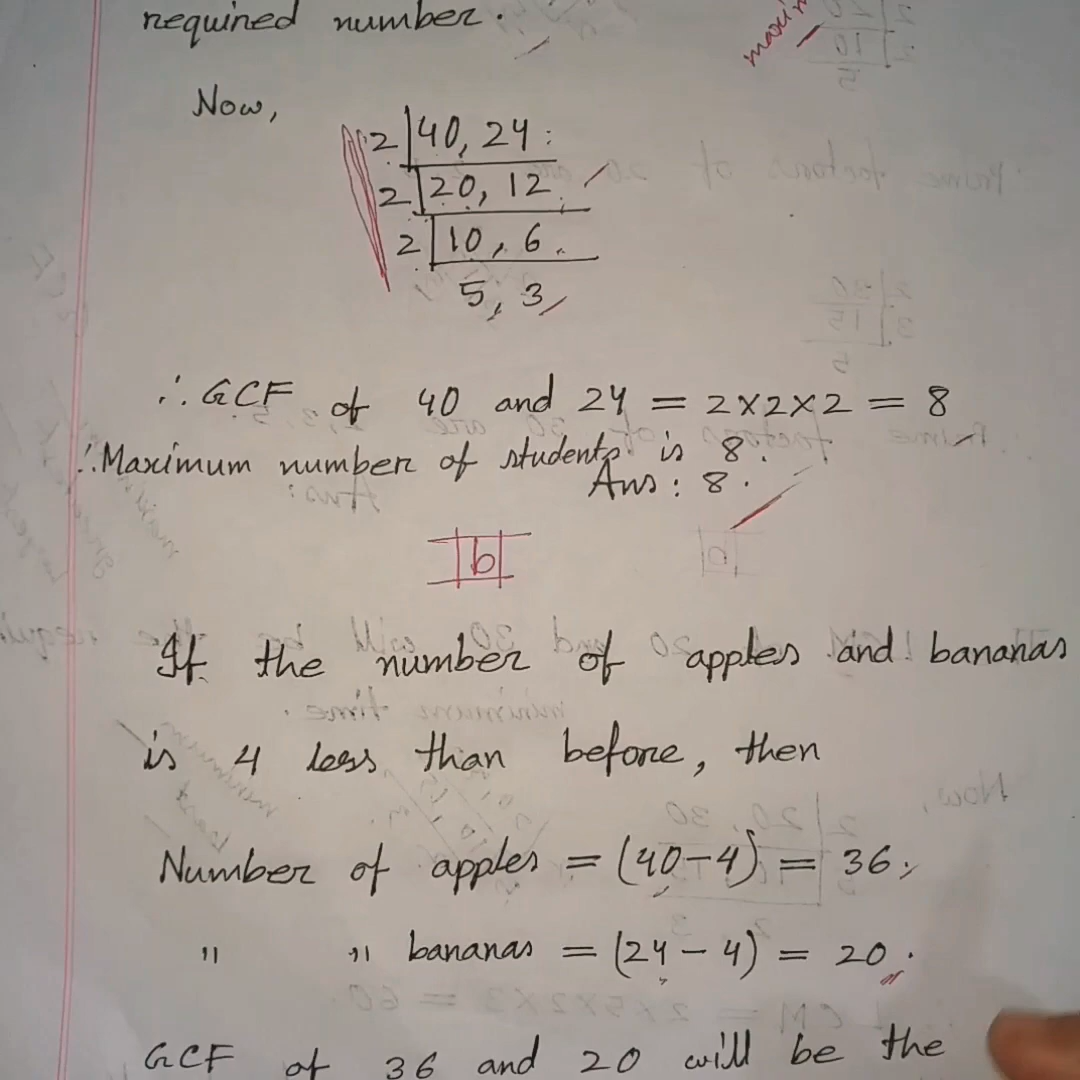 required number.
Now,
2|40, 24
2|20, 12
2|10, 6
5, 3
∴ GCF of 40 and 24 = 2×2×2 = 8
∴ Maximum number of students is 8.
Ans: 8.
b
If the number of apples and bananas
is 4 less than before, then
Number of apples = (40-4) = 36,
" " bananas = (24 - 4) = 20.
GCF of 36 and 20 will be the